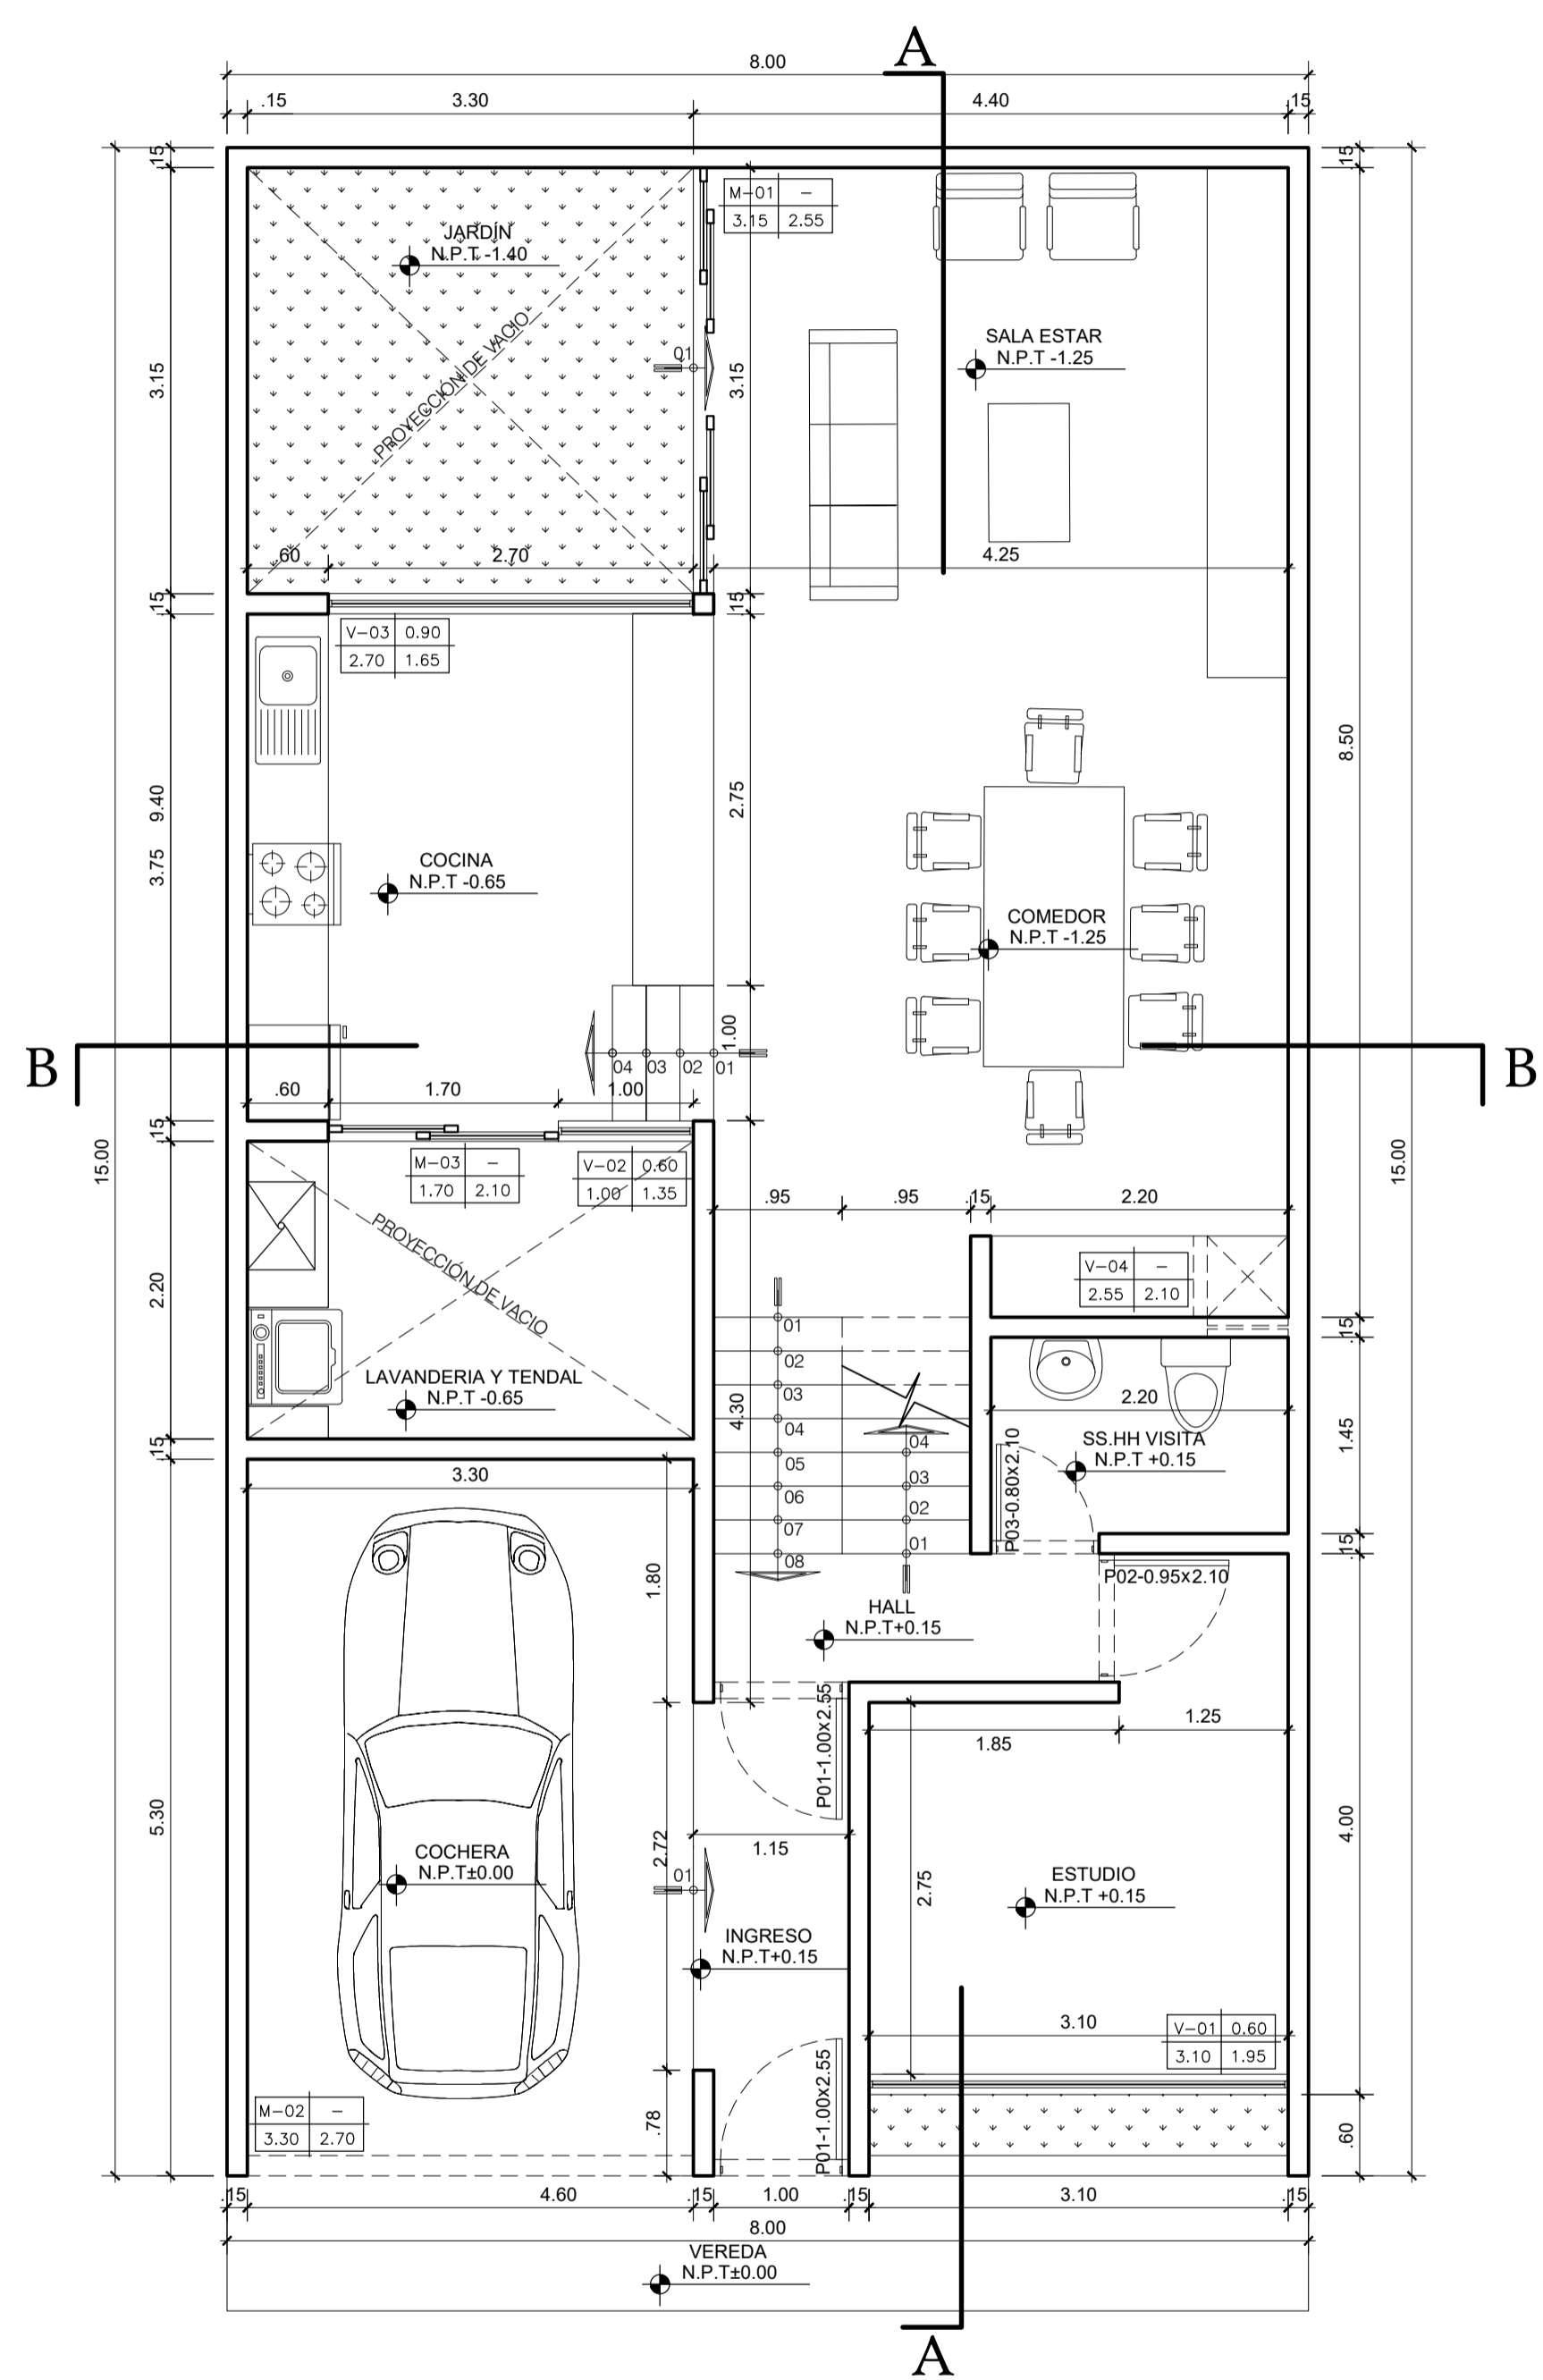 A
8.00
.15
3.30
4.40
.15
.15
.15
M-01 –
3.15 2.55
JARDÍN
N.P.T -1.40
SALA ESTAR
N.P.T -1.25
01
PROYECCIÓN DE VACIO
3.15
3.15
.60
2.70
4.25
.15
.15
V-03 0.90
2.70 1.65
8.50
9.40
2.75
3.75
COCINA
N.P.T -0.65
COMEDOR
N.P.T -1.25
1.00
B
B
04 03 02 01
.60
1.70
1.00
.15
15.00
15.00
M-03 –
1.70 2.10
V-02 0.60
1.00 1.35
.95
.95
.15
2.20
PROYECCIÓN DE VACIO
V-04 –
2.55 2.10
2.20
01
02
03
04
05
06
07
08
.15
LAVANDERIA Y TENDAL
N.P.T -0.65
4.30
2.20
04
03
02
01
SS.HH VISITA
N.P.T +0.15
1.45
.15
3.30
P03-0.80x2.10
.15
P02-0.95x2.10
1.80
HALL
N.P.T+0.15
P01-1.00x2.55
1.25
1.85
5.30
4.00
COCHERA
N.P.T±0.00
2.72
1.15
01
2.75
ESTUDIO
N.P.T +0.15
INGRESO
N.P.T+0.15
3.10
V-01 0.60
3.10 1.95
M-02 –
3.30 2.70
.78
P01-1.00x2.55
.60
.15
4.60
.15
1.00
.15
3.10
.15
8.00
VEREDA
N.P.T±0.00
A